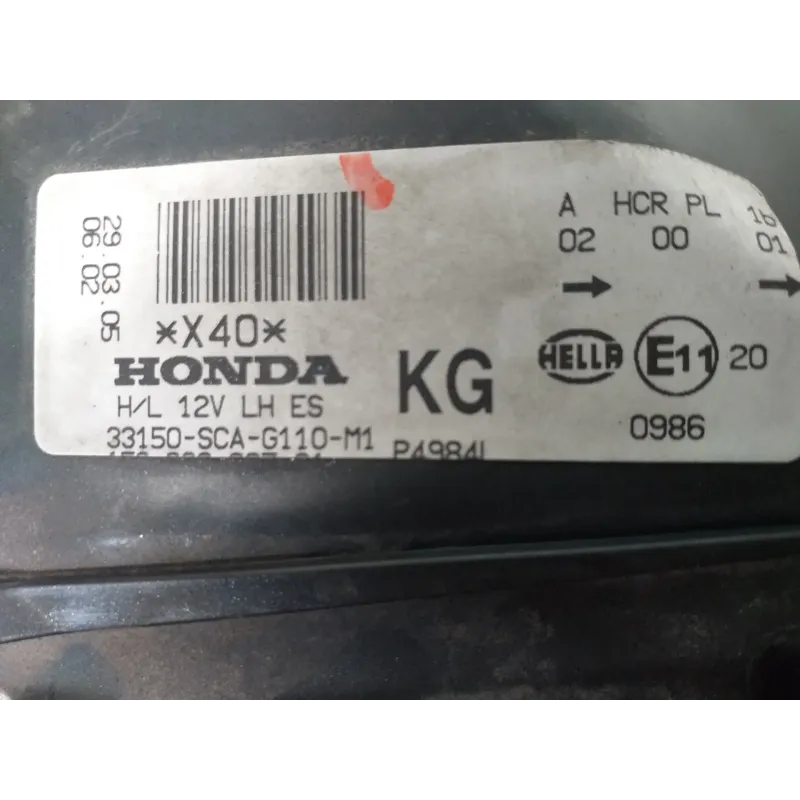 29.03.05
06.02
*X40*
HONDA
H/L 12V LH ES
33150-SCA-G110-M1
KG
P4984L
A HCR PL
02 00 01
HELLA E11 20
0986